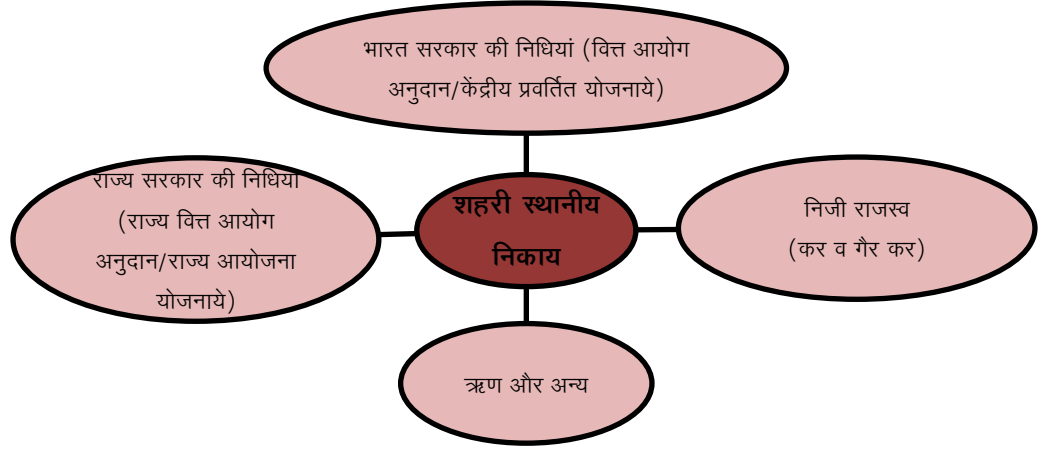 भारत सरकार की निधियां (वित्त आयोग
अनुदान/केंद्रीय प्रवर्तित योजनाये)
राज्य सरकार की निधियां
(राज्य वित्त आयोग
अनुदान/राज्य आयोजना
योजनाये)
शहरी स्थानीय
निकाय
निजी राजस्व
(कर व गैर कर)
ऋण और अन्य